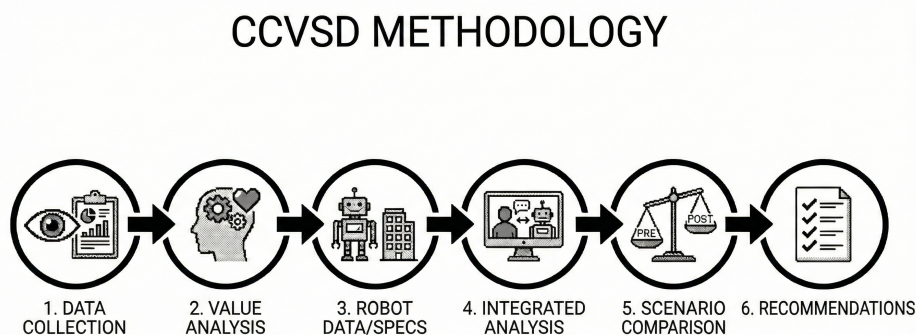 CCVSD METHODOLOGY
PRE
POST
1. DATA
COLLECTION
2. VALUE
ANALYSIS
3. ROBOT
DATA/SPECS
4. INTEGRATED
ANALYSIS
5. SCENARIO
COMPARISON
6. RECOMMENDATIONS